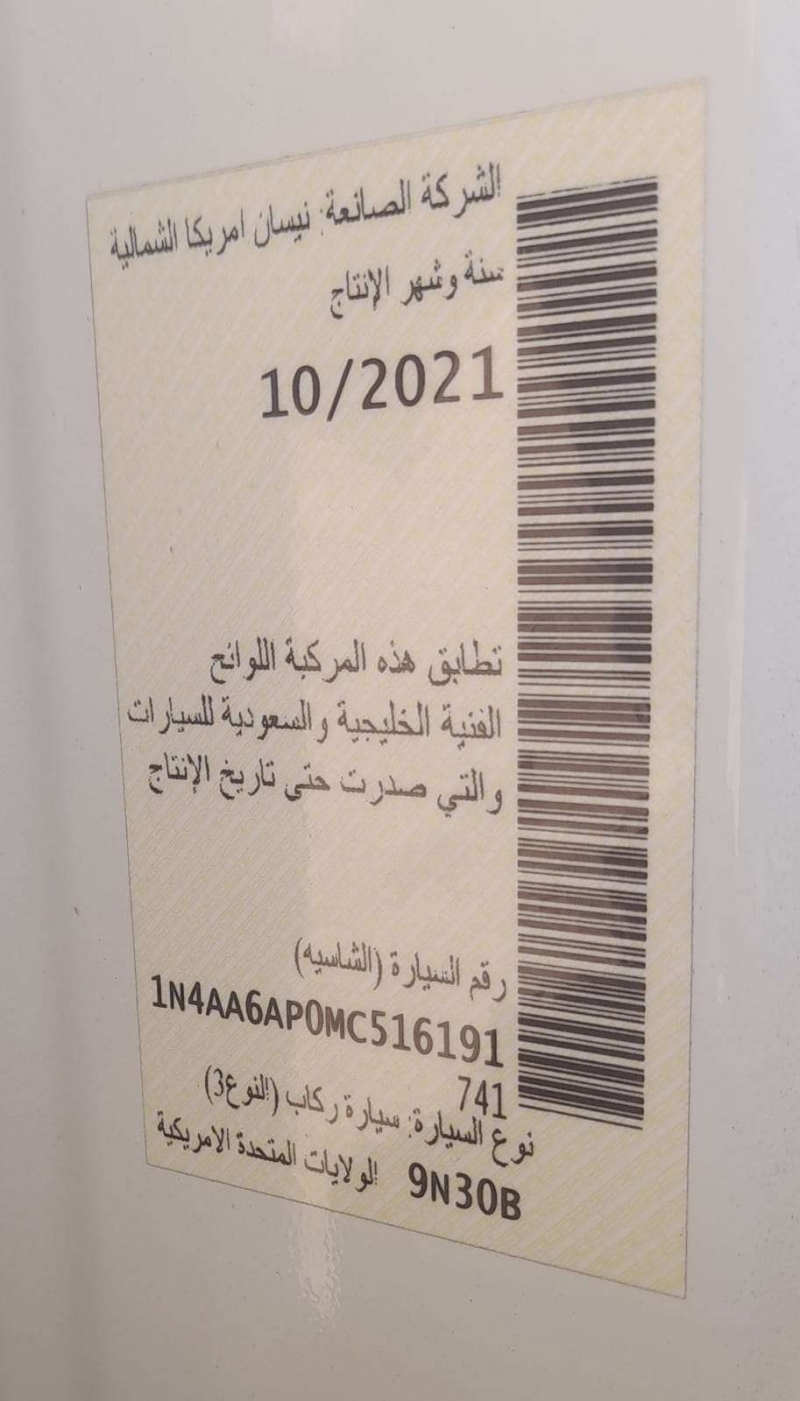 الشركة الصانعة: نيسان امريكا الشمالية
سنة وشهر الإنتاج
10/2021
تطابق هذه المركبة اللوائح
الفنية الخليجية والسعودية للسيارات
والتي صدرت حتى تاريخ الإنتاج
رقم السيارة (الشاسيه)
1N4AA6AP0MC516191
741
نوع السيارة: سيارة ركاب (النوع3)
9N30B الولايات المتحدة الامريكية